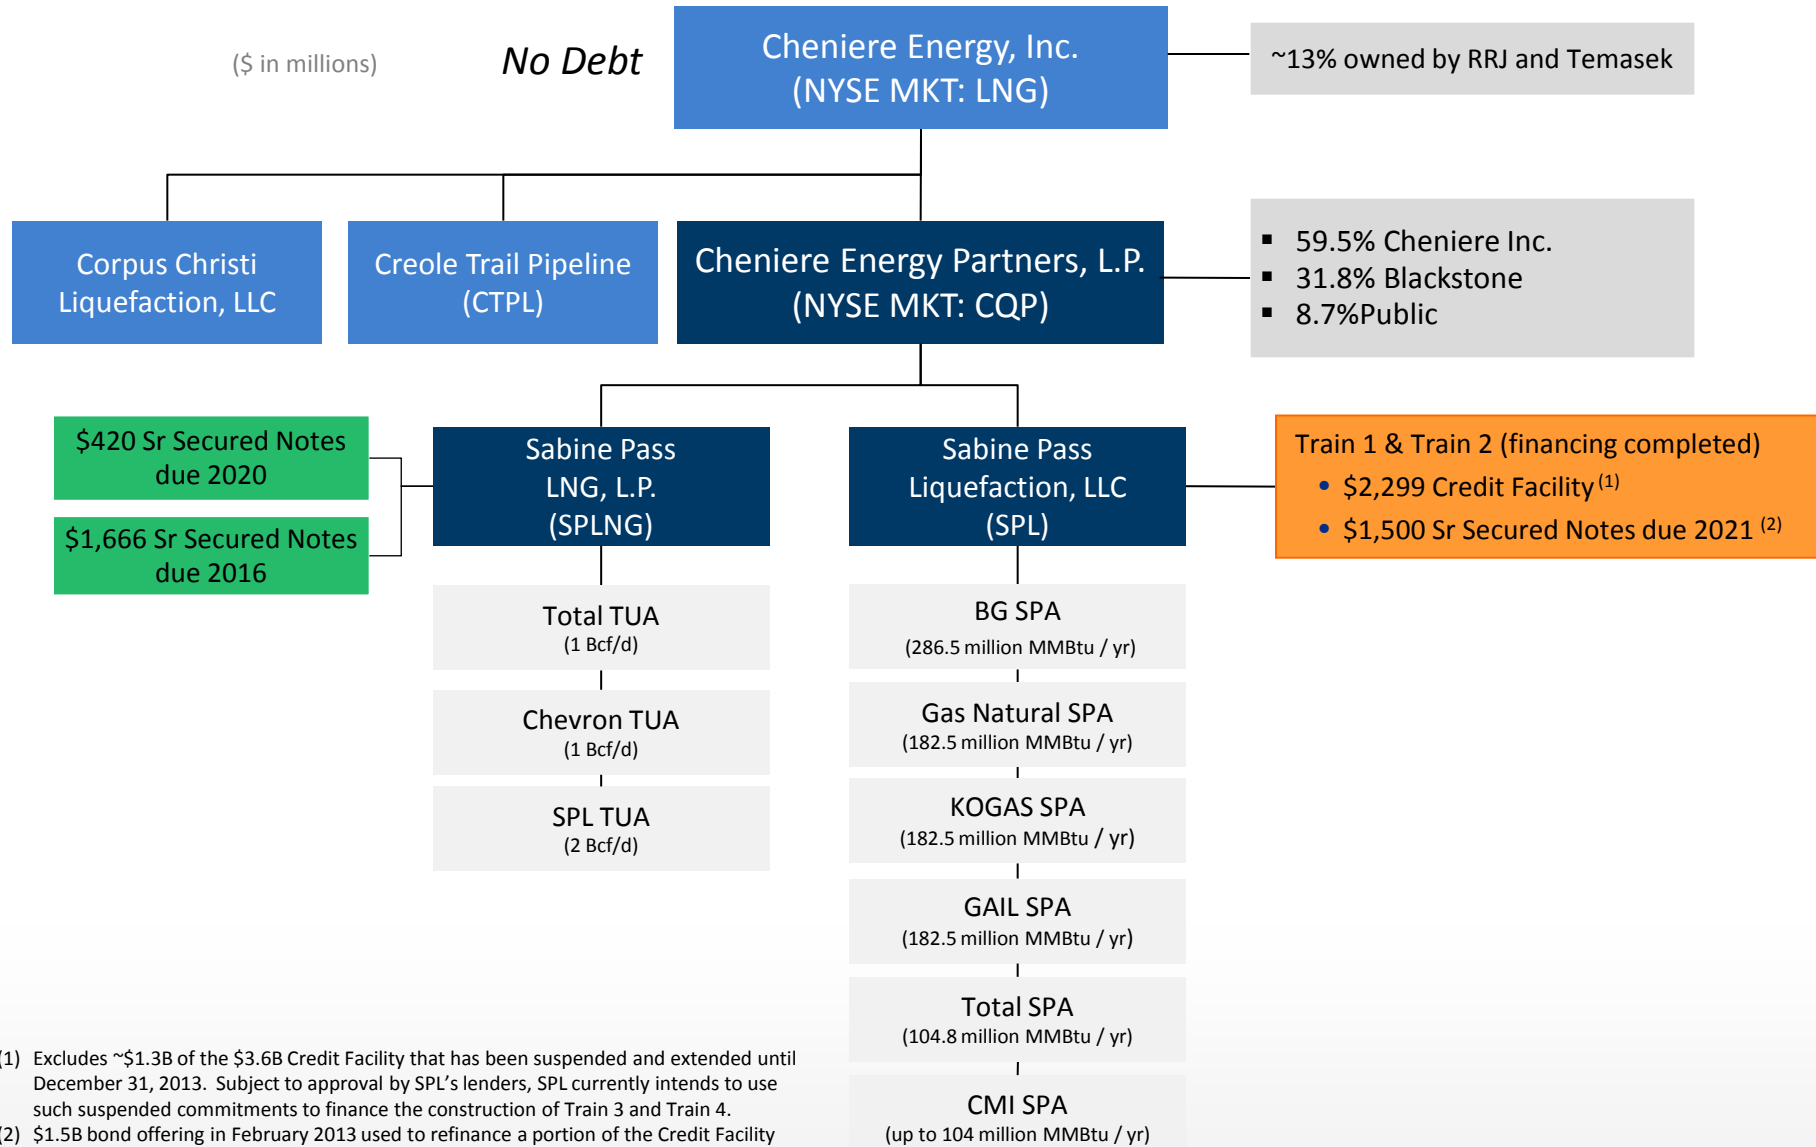 ($ in millions)
No Debt
Cheniere Energy, Inc.
(NYSE MKT: LNG)
~13% owned by RRJ and Temasek
Corpus Christi
Liquefaction, LLC
Creole Trail Pipeline
(CTPL)
Cheniere Energy Partners, L.P.
(NYSE MKT: CQP)
▪ 59.5% Cheniere Inc.
▪ 31.8% Blackstone
▪ 8.7%Public
$420 Sr Secured Notes
due 2020
$1,666 Sr Secured Notes
due 2016
Sabine Pass
LNG, L.P.
(SPLNG)
Sabine Pass
Liquefaction, LLC
(SPL)
Train 1 & Train 2 (financing completed)
• $2,299 Credit Facility (1)
• $1,500 Sr Secured Notes due 2021 (2)
Total TUA
(1 Bcf/d)
Chevron TUA
(1 Bcf/d)
SPL TUA
(2 Bcf/d)
BG SPA
(286.5 million MMBtu / yr)
Gas Natural SPA
(182.5 million MMBtu / yr)
KOGAS SPA
(182.5 million MMBtu / yr)
GAIL SPA
(182.5 million MMBtu / yr)
Total SPA
(104.8 million MMBtu / yr)
CMI SPA
(up to 104 million MMBtu / yr)
(1) Excludes ~$1.3B of the $3.6B Credit Facility that has been suspended and extended until
December 31, 2013. Subject to approval by SPL's lenders, SPL currently intends to use
such suspended commitments to finance the construction of Train 3 and Train 4.
(2) $1.5B bond offering in February 2013 used to refinance a portion of the Credit Facility